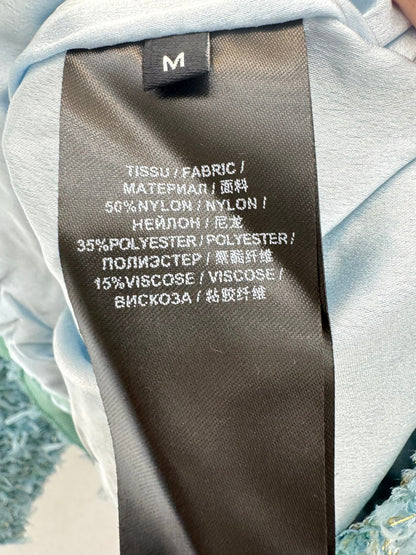 M
TISSU / FABRIC /
МАТЕРИАЛ / 面料
50%NYLON / NYLON /
НЕЙЛОН / 尼龙
35%POLYESTER / POLYESTER /
ПОЛИЭСТЕР / 聚酯纤维
15%VISCOSE / VISCOSE /
ВИСКОЗА / 粘胶纤维